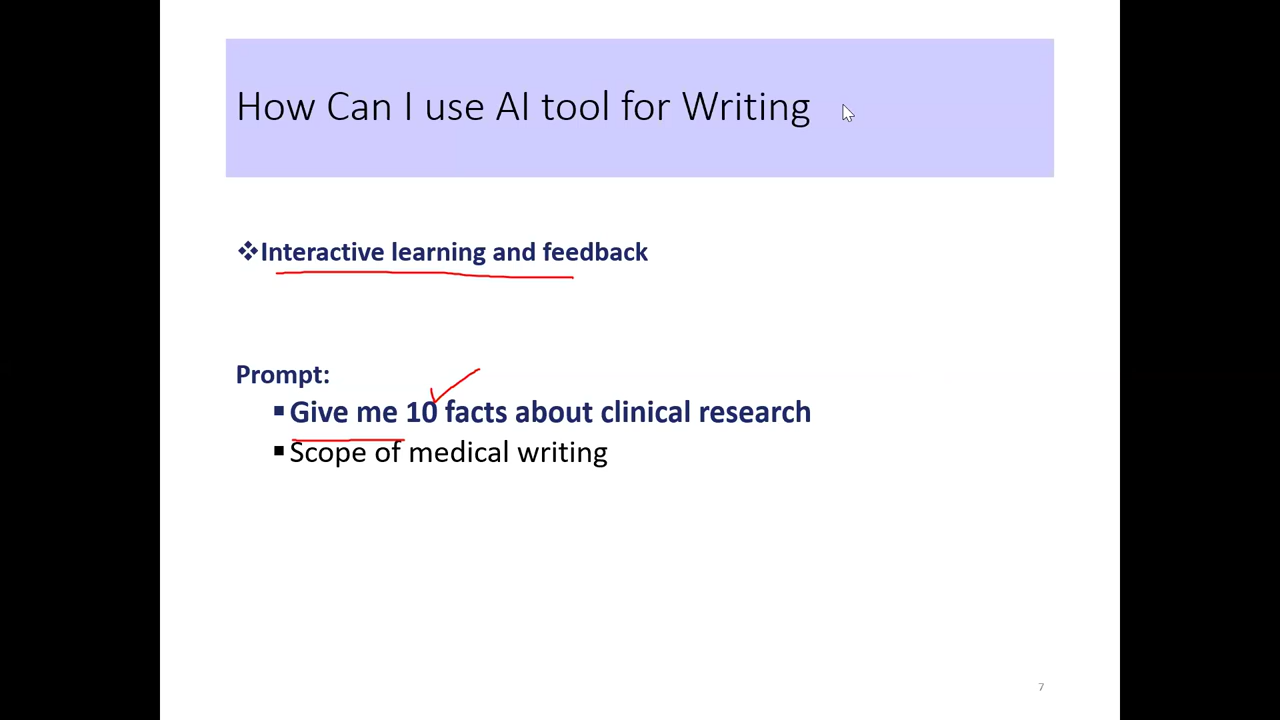 How Can I use AI tool for Writing
❖Interactive learning and feedback
Prompt:
▪Give me 10 facts about clinical research
▪Scope of medical writing
7